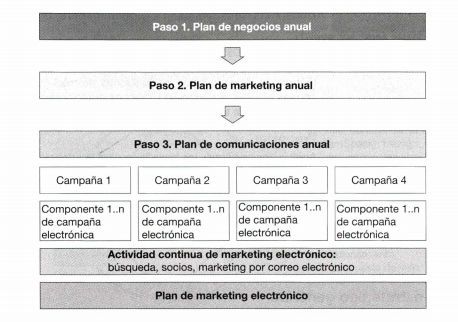 Paso 1. Plan de negocios anual
Paso 2. Plan de marketing anual
Paso 3. Plan de comunicaciones anual
Campaña 1
Campaña 2
Campaña 3
Campaña 4
Componente 1..n
de campaña
electrónica
Componente 1..n
de campaña
electrónica
Componente 1..n
de campaña
electrónica
Componente 1..n
de campaña
electrónica
Actividad continua de marketing electrónico:
búsqueda, socios, marketing por correo electrónico
Plan de marketing electrónico